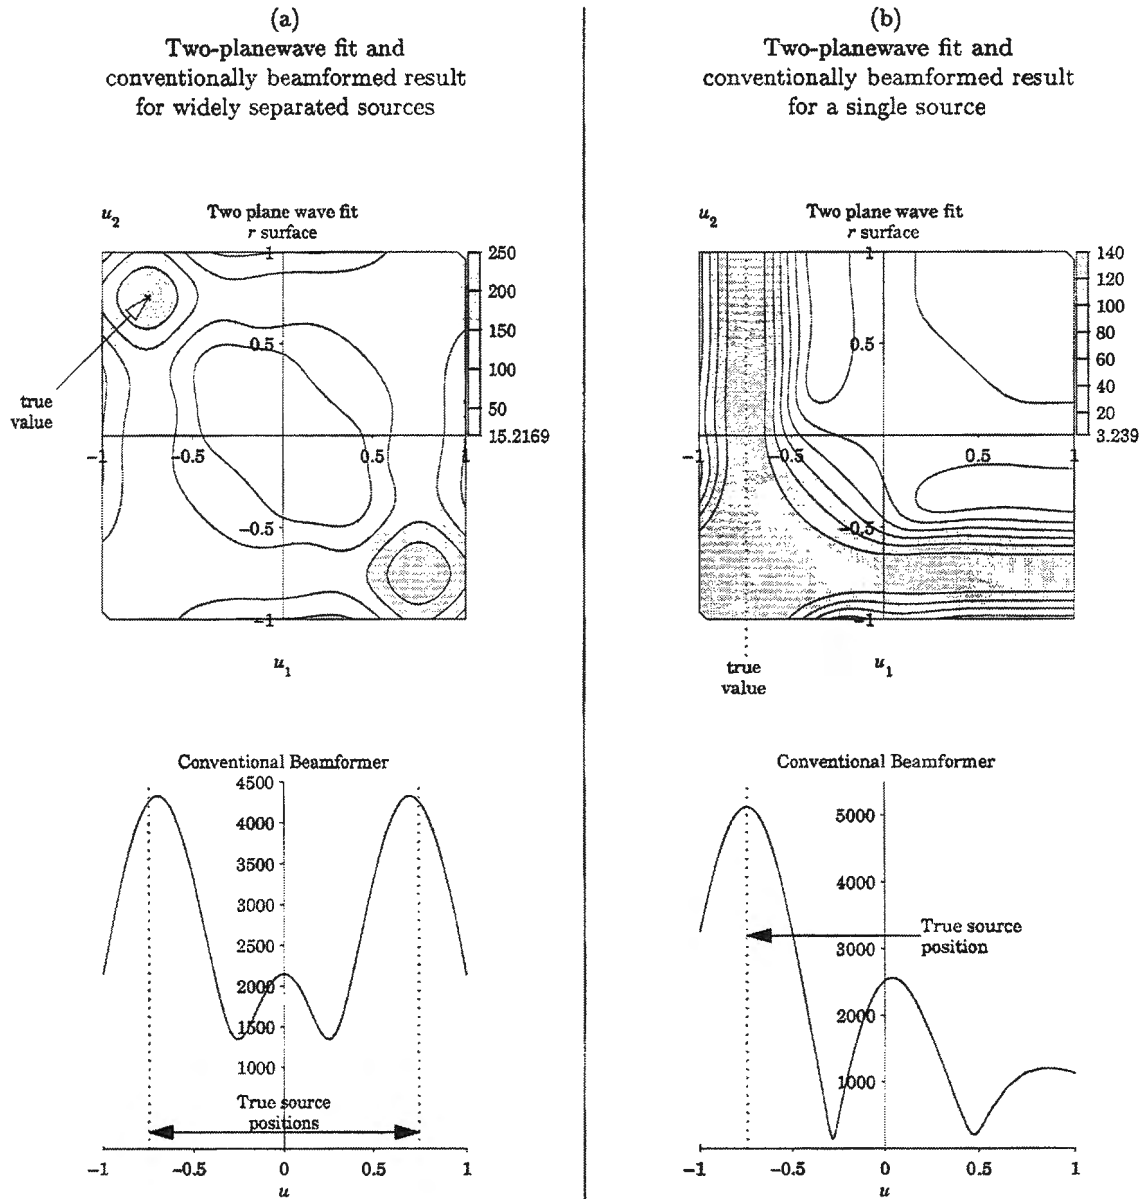 (a)
Two-planewave fit and
conventionally beamformed result
for widely separated sources
u2
Two plane wave fit
r surface
1
250
200
150
100
50
15.2169
0.5
true
value
-1
-0.5
0.5
1
-0.5
-1
u1
Conventional Beamformer
4500
4000
3500
3000
2500
2000
1500
1000
True source
positions
-1
-0.5
0
0.5
1
u
(b)
Two-planewave fit and
conventionally beamformed result
for a single source
u2
Two plane wave fit
r surface
1
140
120
100
80
60
40
20
3.239
0.5
-1
-0.5
0.5
1
-0.5
-1
true
value
u1
Conventional Beamformer
5000
4000
3000
2000
1000
True source
position
-1
-0.5
0
0.5
1
u